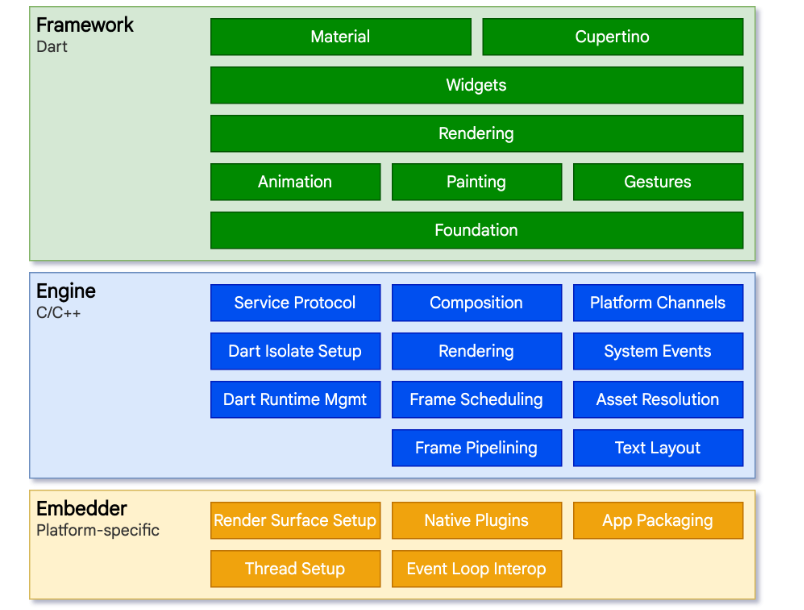 Framework
Dart
Material
Cupertino
Widgets
Rendering
Animation
Painting
Gestures
Foundation
Engine
C/C++
Service Protocol
Composition
Platform Channels
Dart Isolate Setup
Rendering
System Events
Dart Runtime Mgmt
Frame Scheduling
Asset Resolution
Frame Pipelining
Text Layout
Embedder
Platform-specific
Render Surface Setup
Native Plugins
App Packaging
Thread Setup
Event Loop Interop